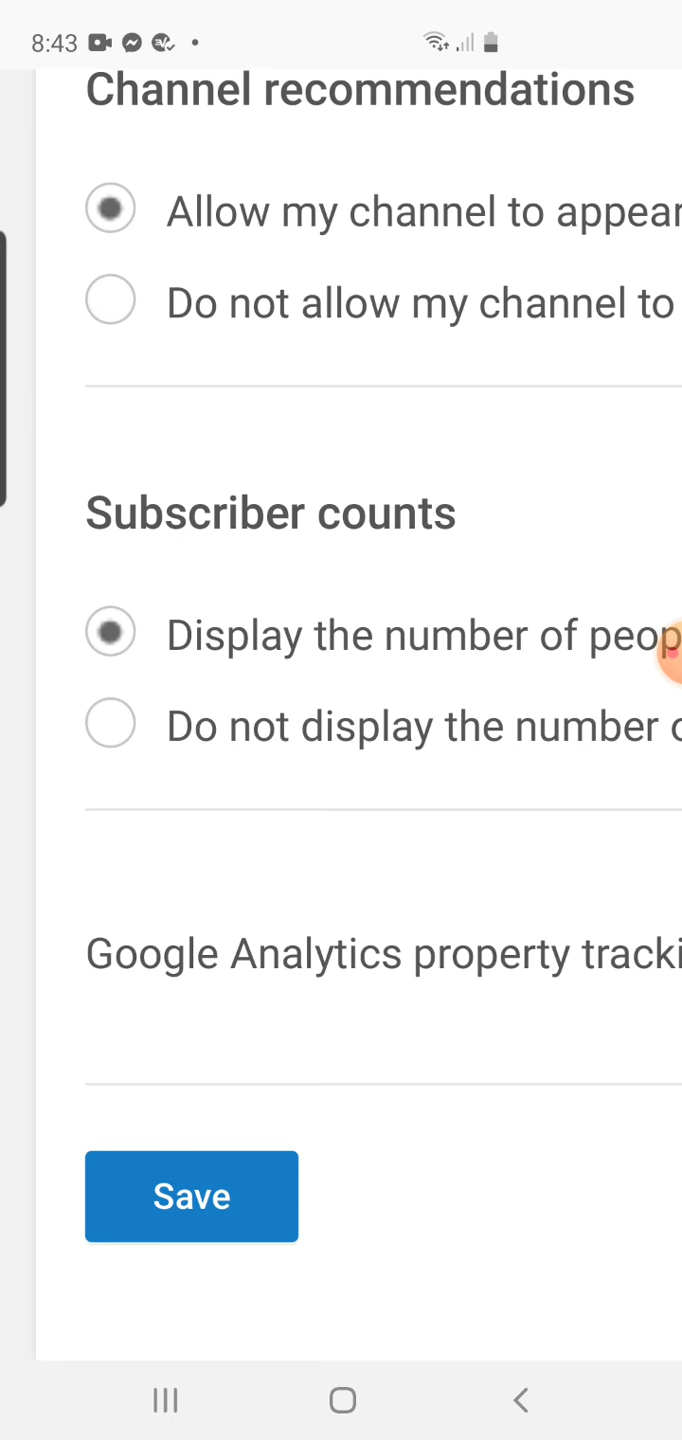 8:43
Channel recommendations
Allow my channel to appear
Do not allow my channel to
Subscriber counts
Display the number of peop
Do not display the number
Google Analytics property tracki
Save